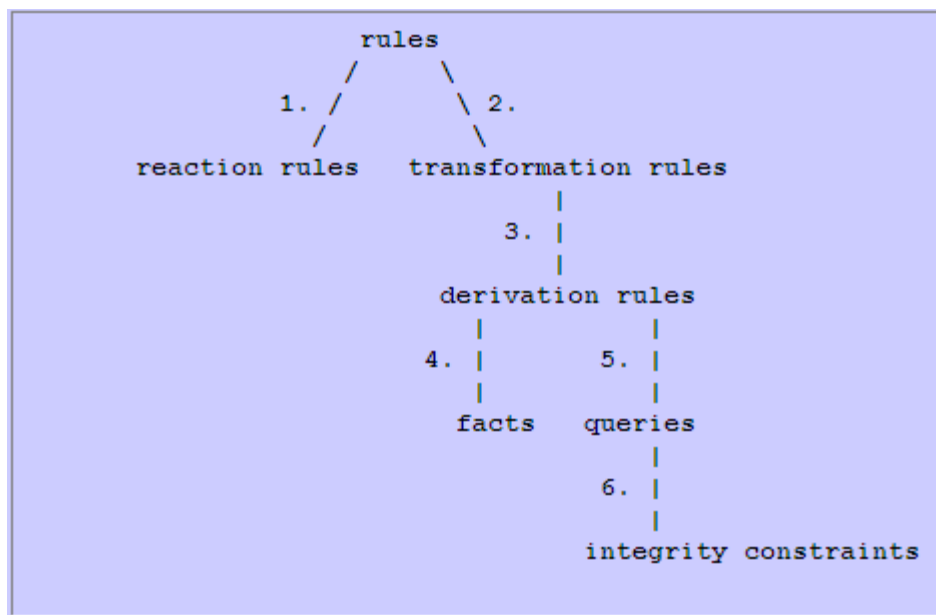 rules
1. 2.
reaction rules transformation rules
3.
derivation rules
4. 5.
facts queries
6.
integrity constraints